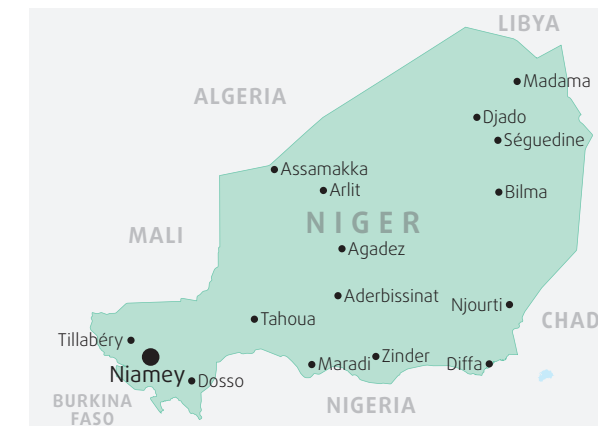 LIBYA
Madama
ALGERIA
Djado
Séguedine
Assamakka
Arlit
Bilma
NIGER
MALI
Agadez
Aderbissinat
Njourti
CHAD
Tahoua
Tillabéry
Zinder
Maradi
Diffa
Niamey
Dosso
BURKINA
FASO
NIGERIA